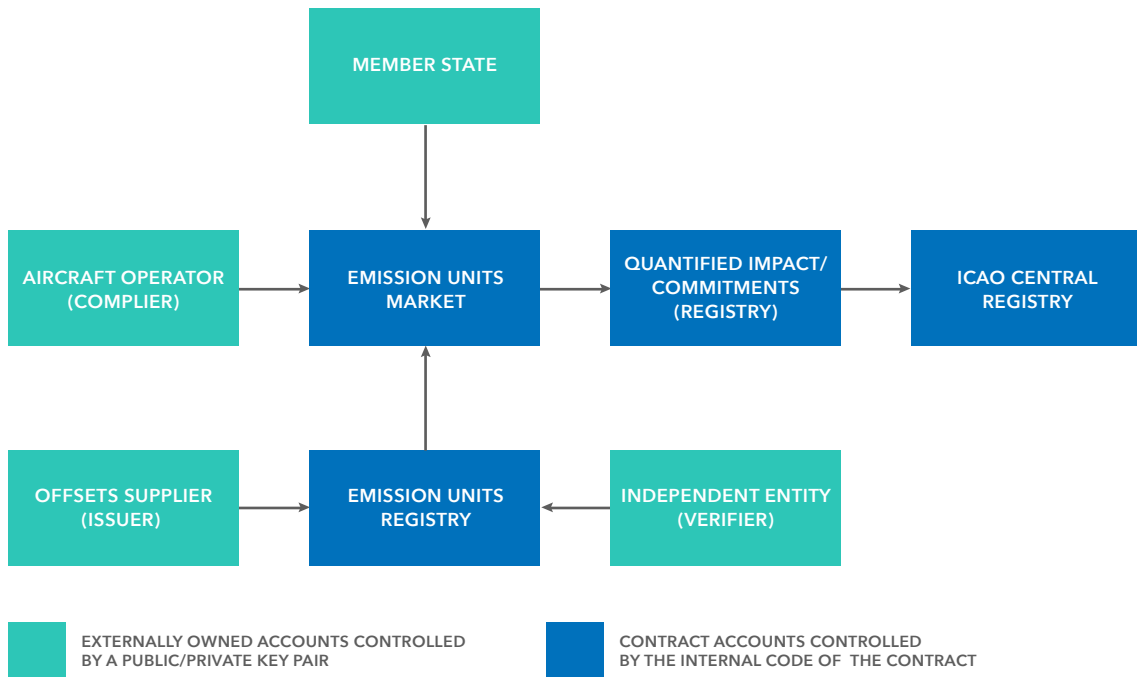 MEMBER STATE
AIRCRAFT OPERATOR
(COMPLIER)
EMISSION UNITS
MARKET
QUANTIFIED IMPACT/
COMMITMENTS
(REGISTRY)
ICAO CENTRAL
REGISTRY
OFFSETS SUPPLIER
(ISSUER)
EMISSION UNITS
REGISTRY
INDEPENDENT ENTITY
(VERIFIER)
EXTERNALLY OWNED ACCOUNTS CONTROLLED
BY A PUBLIC/PRIVATE KEY PAIR
CONTRACT ACCOUNTS CONTROLLED
BY THE INTERNAL CODE OF THE CONTRACT